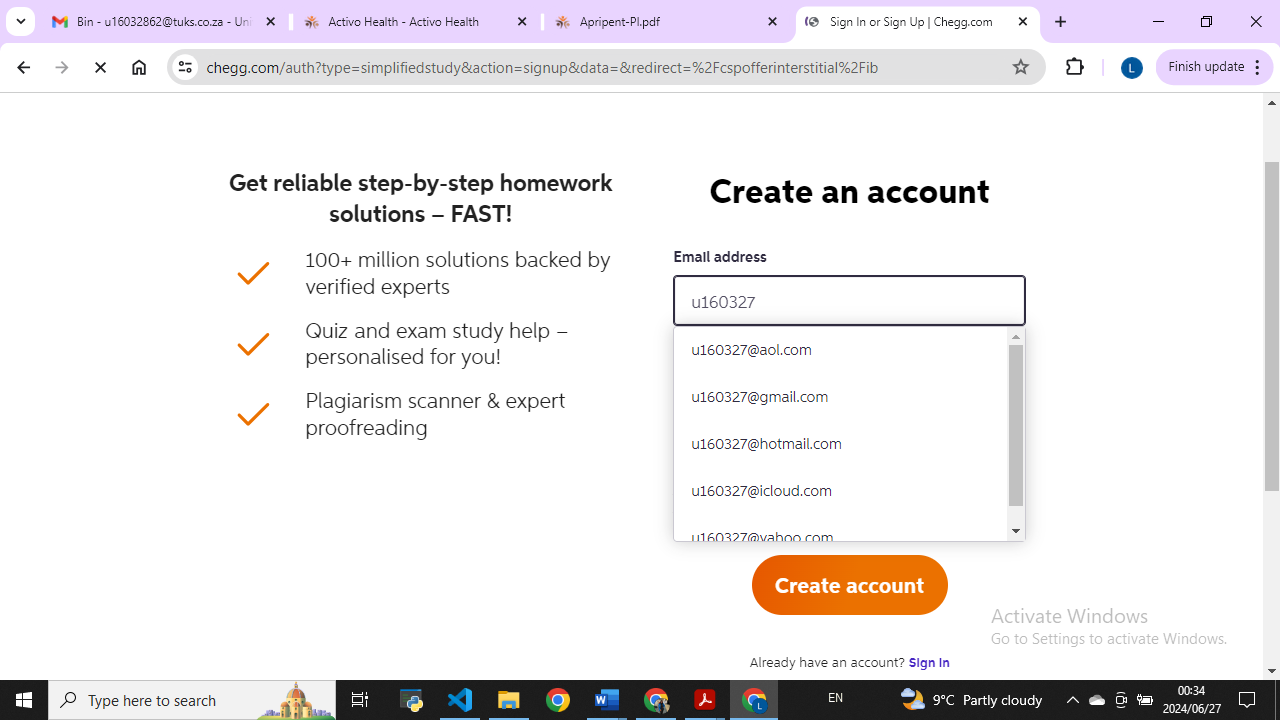 Bin - u16032862@tuks.co.za - Uni
Activo Health - Activo Health
Apripent-PI.pdf
Sign In or Sign Up | Chegg.com
chegg.com/auth?type=simplifiedstudy&action=signup&data=&redirect=%2Fcspofferinterstitial%2Fib
L
Finish update
Get reliable step-by-step homework
solutions – FAST!
100+ million solutions backed by
verified experts
Quiz and exam study help –
personalised for you!
Plagiarism scanner & expert
proofreading
Create an account
Email address
u160327
u160327@aol.com
u160327@gmail.com
u160327@hotmail.com
u160327@icloud.com
u160327@yahoo.com
Create account
Already have an account? Sign In
Activate Windows
Go to Settings to activate Windows.
Type here to search
EN
9°C Partly cloudy
00:34
2024/06/27